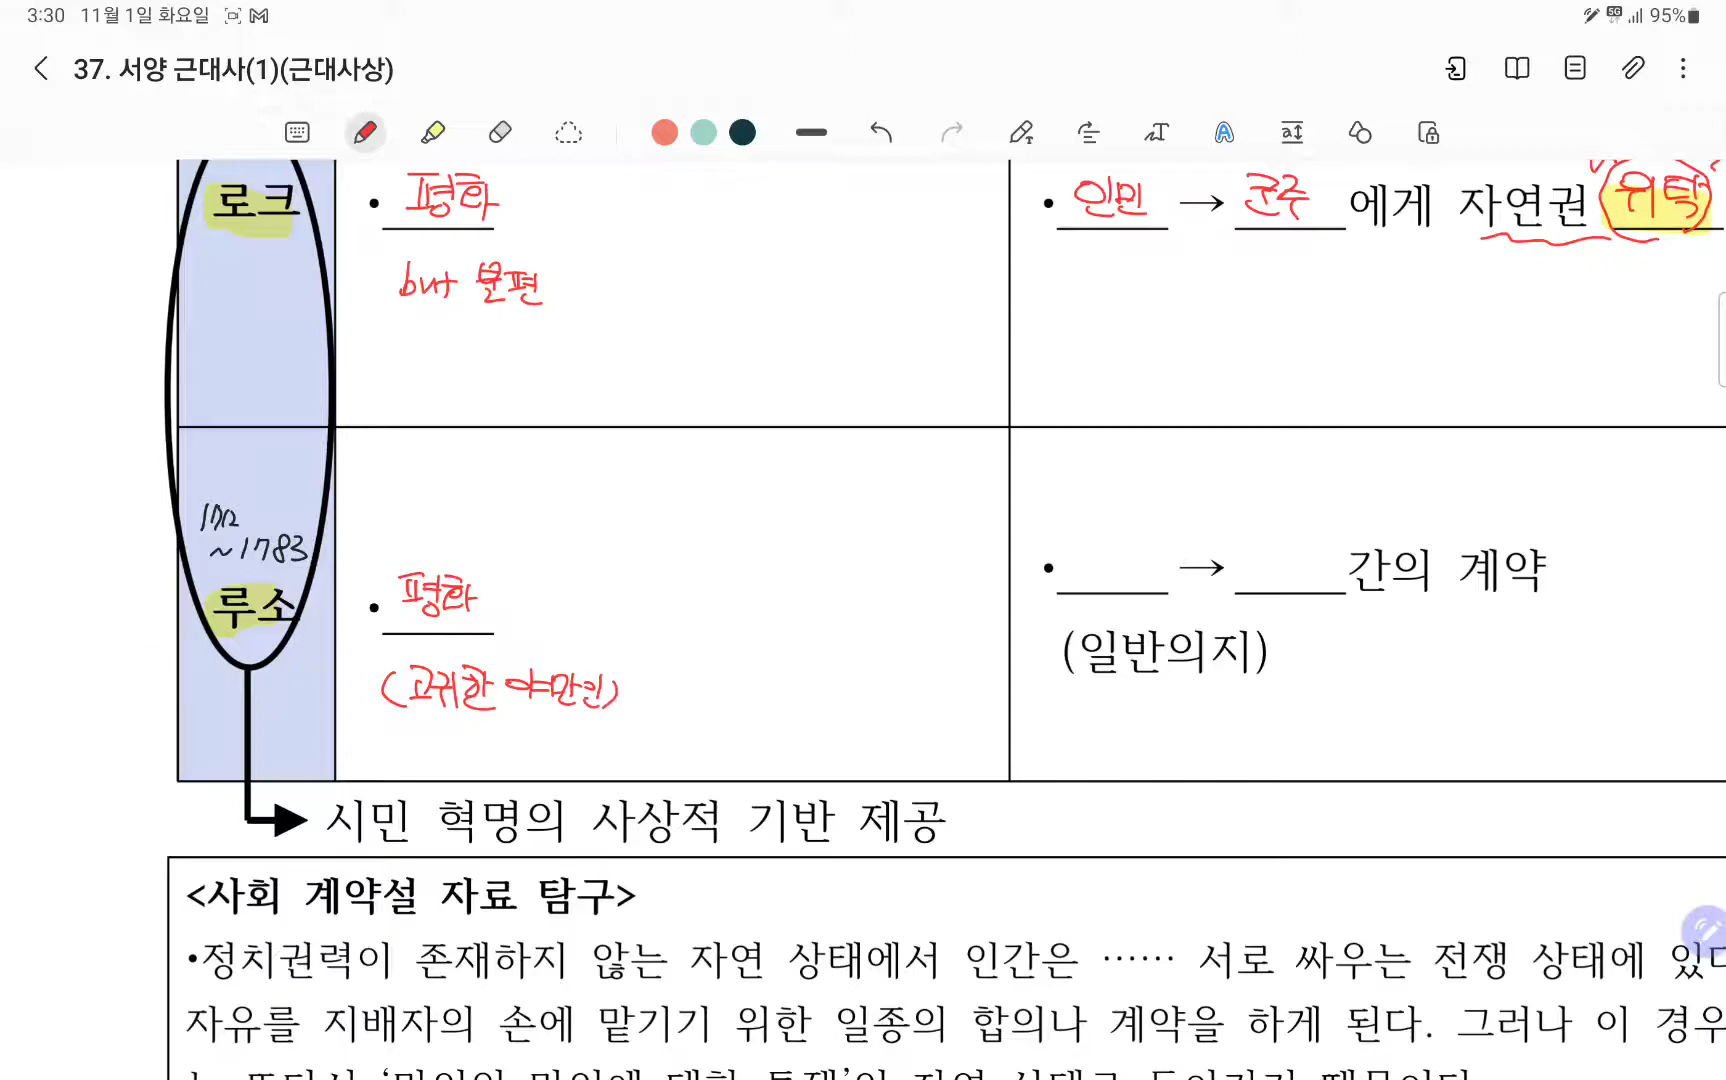 3:30 11월 1일 화요일
5G 95%
37. 서양 근대사(1)(근대사상)
로크
• 평화
but 불편
• 인민 → 군주에게 자연권 위탁
~1783
루소
• 평화
(고귀한 야만인)
• → 간의 계약
(일반의지)
시민 혁명의 사상적 기반 제공
<사회 계약설 자료 탐구>
•정치권력이 존재하지 않는 자연 상태에서 인간은 …… 서로 싸우는 전쟁 상태에
자유를 지배자의 손에 맡기기 위한 일종의 합의나 계약을 하게 된다. 그러나 이 경우